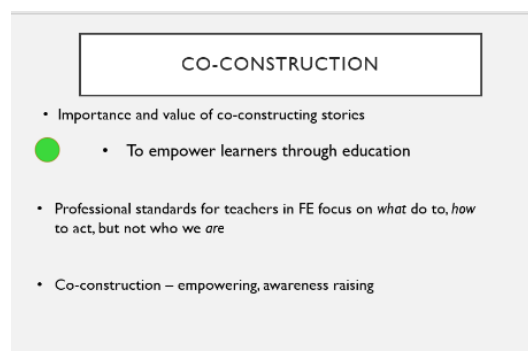 CO-CONSTRUCTION
• Importance and value of co-constructing stories
• To empower learners through education
• Professional standards for teachers in FE focus on what do to, how
to act, but not who we are
• Co-construction – empowering, awareness raising